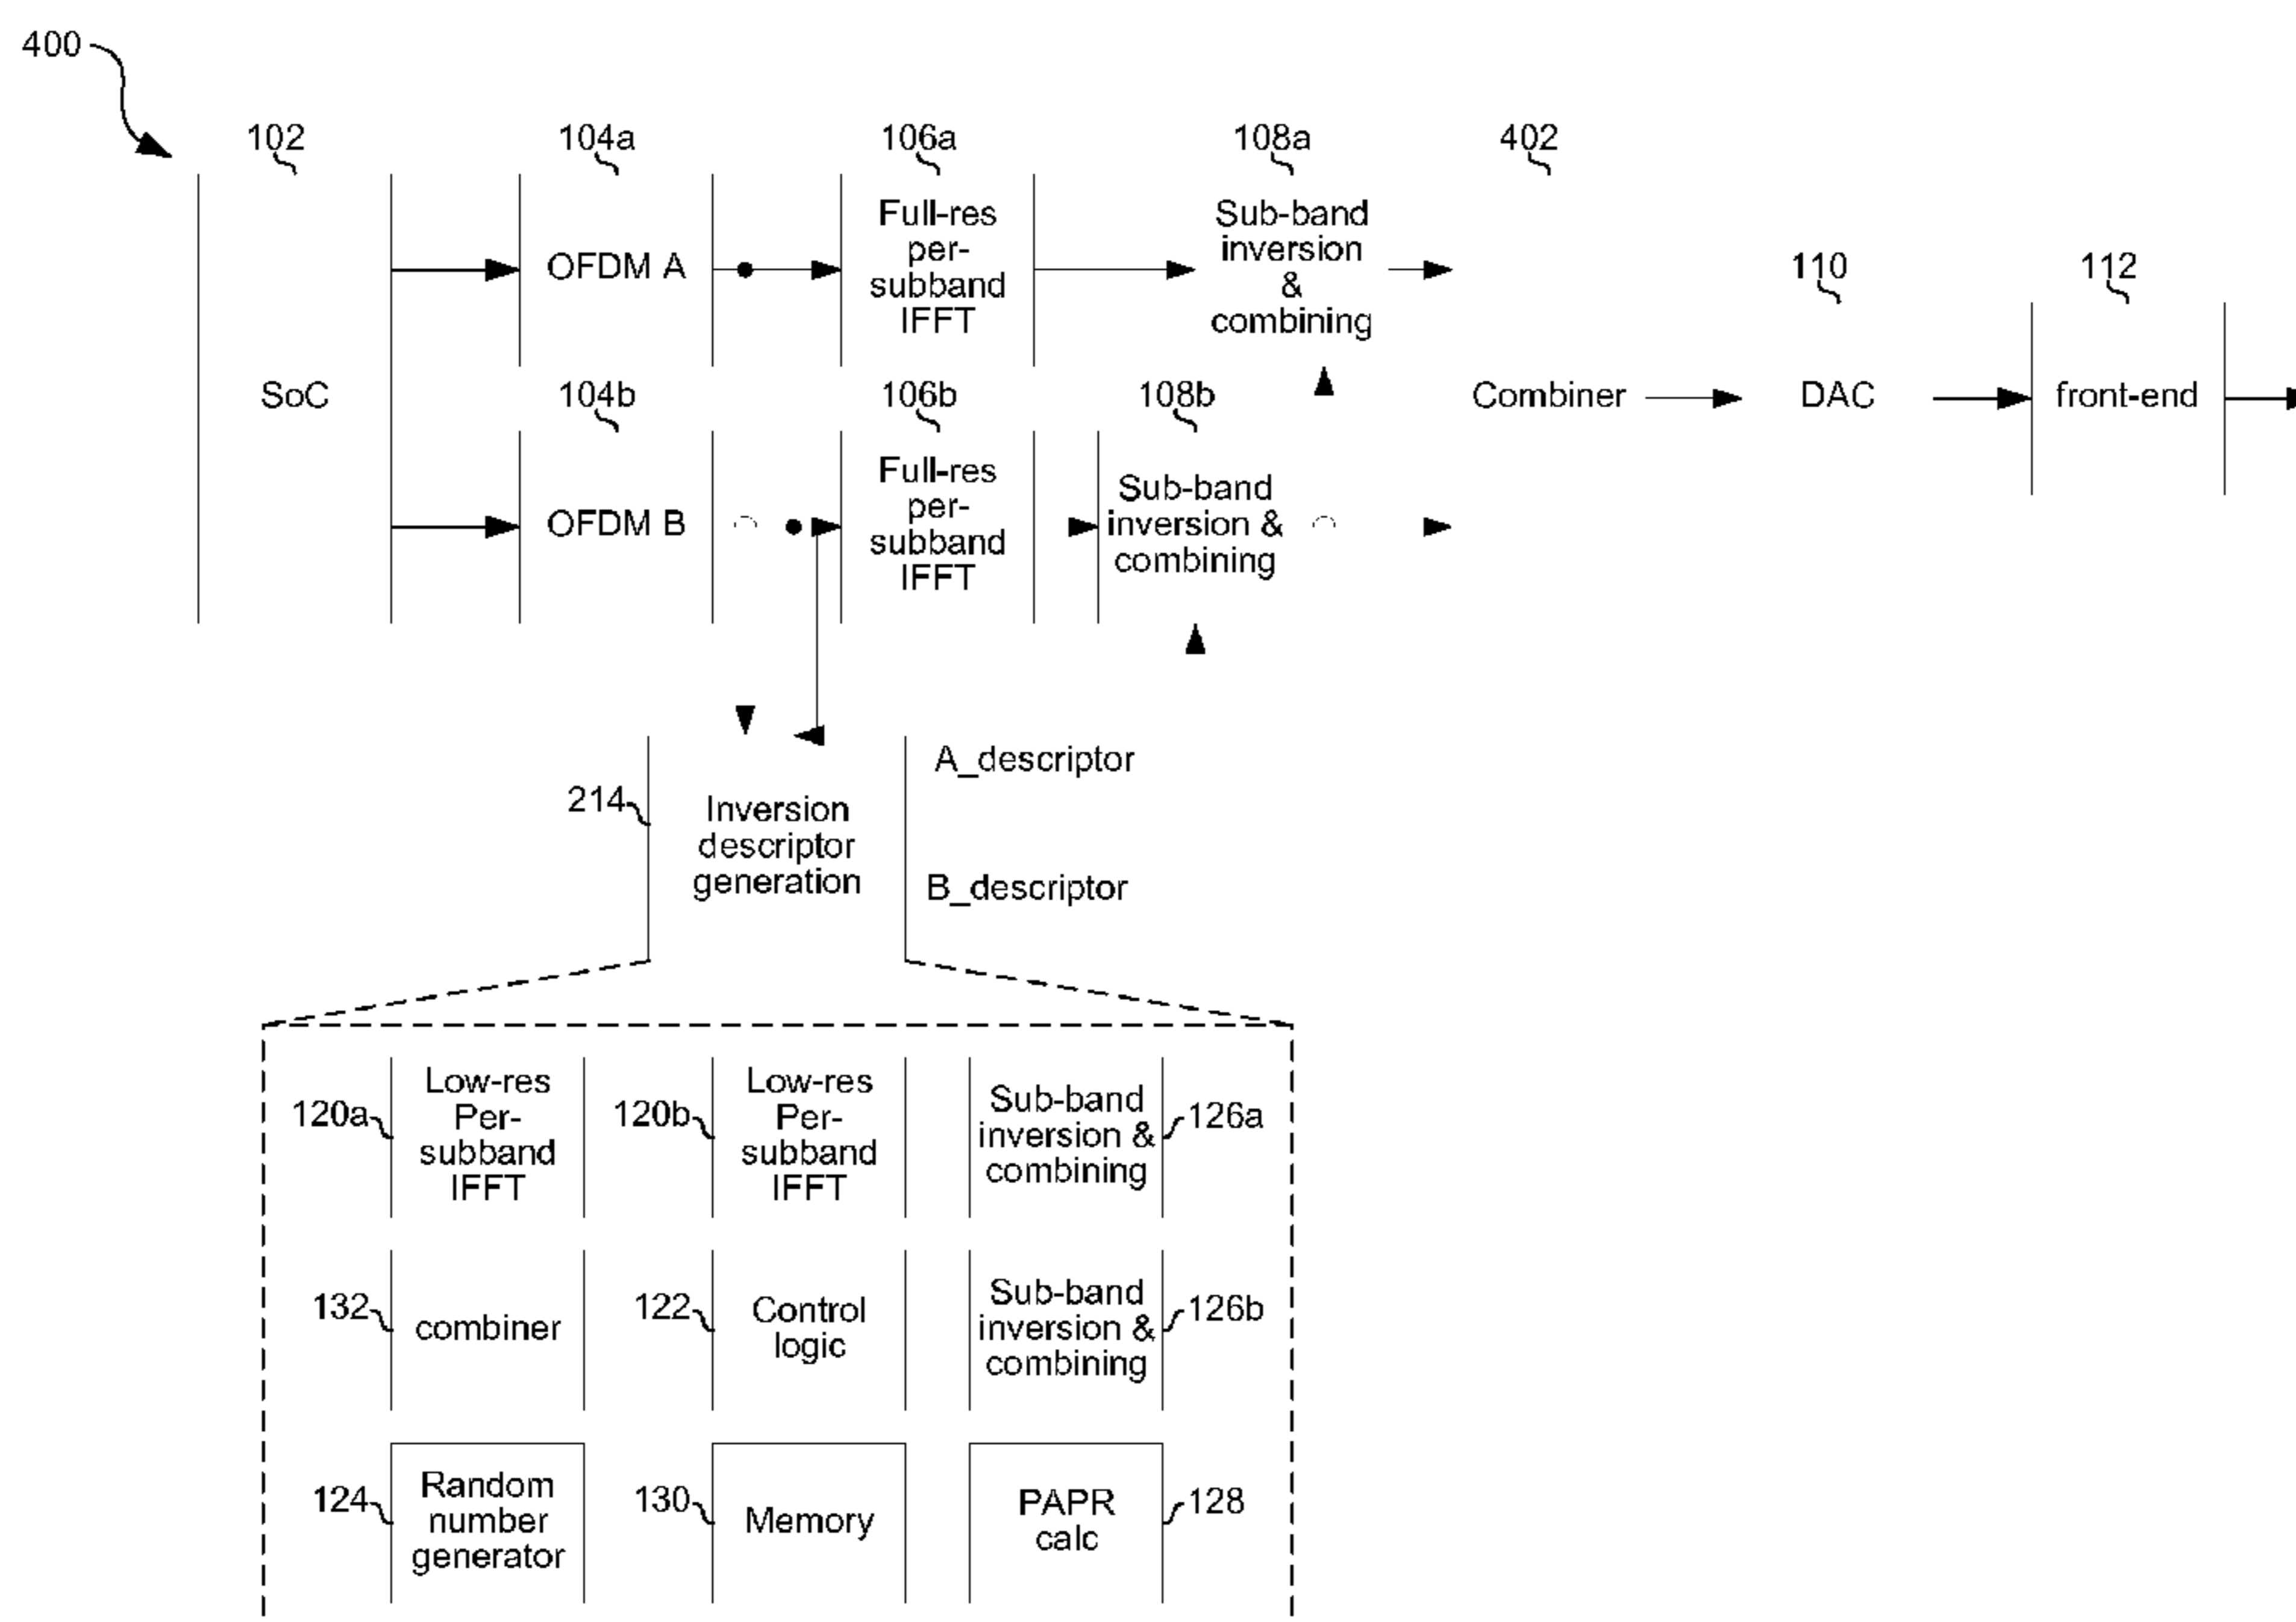 400
102
104a
106a
108a
402
Full-res
per-
subband
IFFT
Sub-band
inversion
&
combining
OFDM A
110
112
SoC
104b
106b
108b
Combiner
DAC
front-end
OFDM B
Full-res
per-
subband
IFFT
Sub-band
inversion &
combining
A_descriptor
214
Inversion
descriptor
generation
B_descriptor
120a
Low-res
Per-
subband
IFFT
120b
Low-res
Per-
subband
IFFT
Sub-band
inversion &
combining
126a
132
combiner
122
Control
logic
Sub-band
inversion &
combining
126b
124
Random
number
generator
130
Memory
PAPR
calc
128